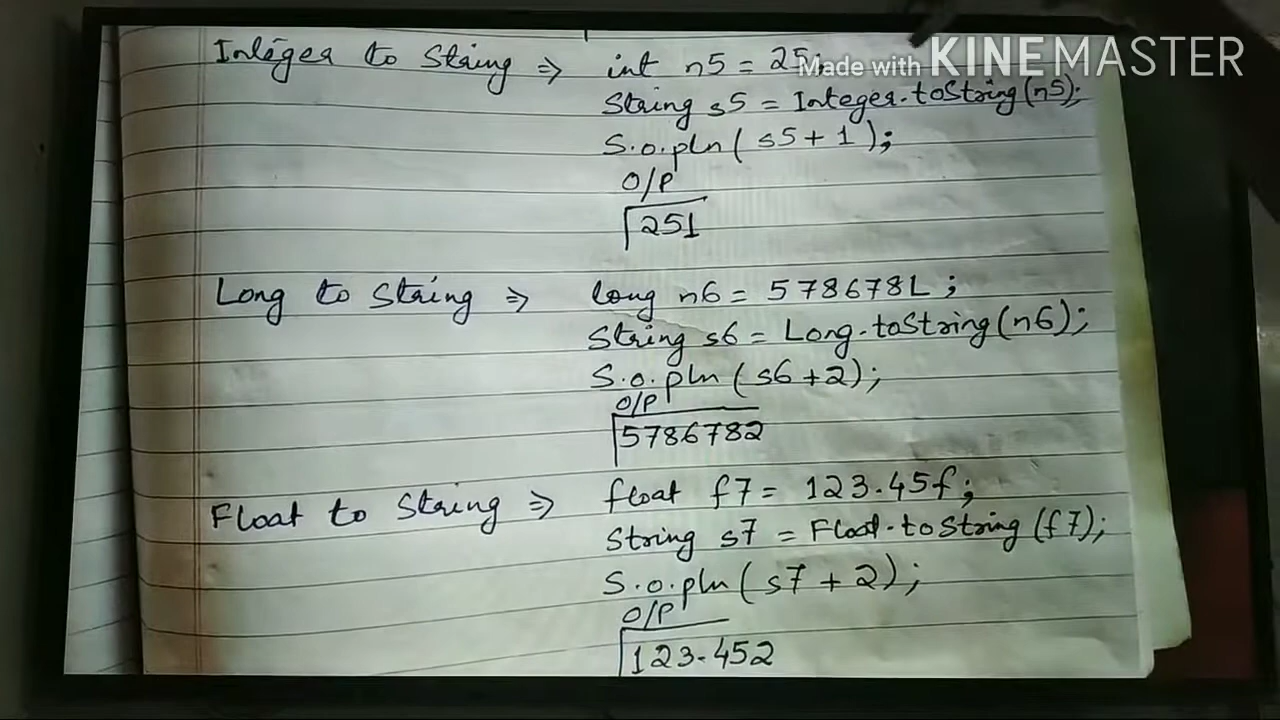 Integer to String ⇒ int n5 = 25;
Made with KINEMASTER
String s5 = Integer.toString(n5);
S.o.pln( s5 + 1 );
O/P
251
Long to String ⇒ long n6 = 578678L ;
String s6 = Long.toString(n6);
S.o.pln ( s6 +2);
O/P
5786782
Float to String ⇒ float f7 = 123.45f;
String s7 = Float.toString (f7);
S.o.pln ( s7 + 2 );
O/P
123.452